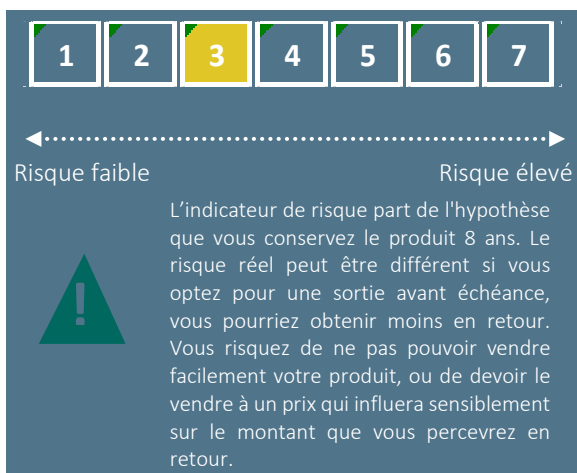 1 2 3 4 5 6 7
Risque faible Risque élevé
L’indicateur de risque part de l'hypothèse
que vous conservez le produit 8 ans. Le
risque réel peut être différent si vous
optez pour une sortie avant échéance,
vous pourriez obtenir moins en retour.
Vous risquez de ne pas pouvoir vendre
facilement votre produit, ou de devoir le
vendre à un prix qui influera sensiblement
sur le montant que vous percevrez en
retour.
!